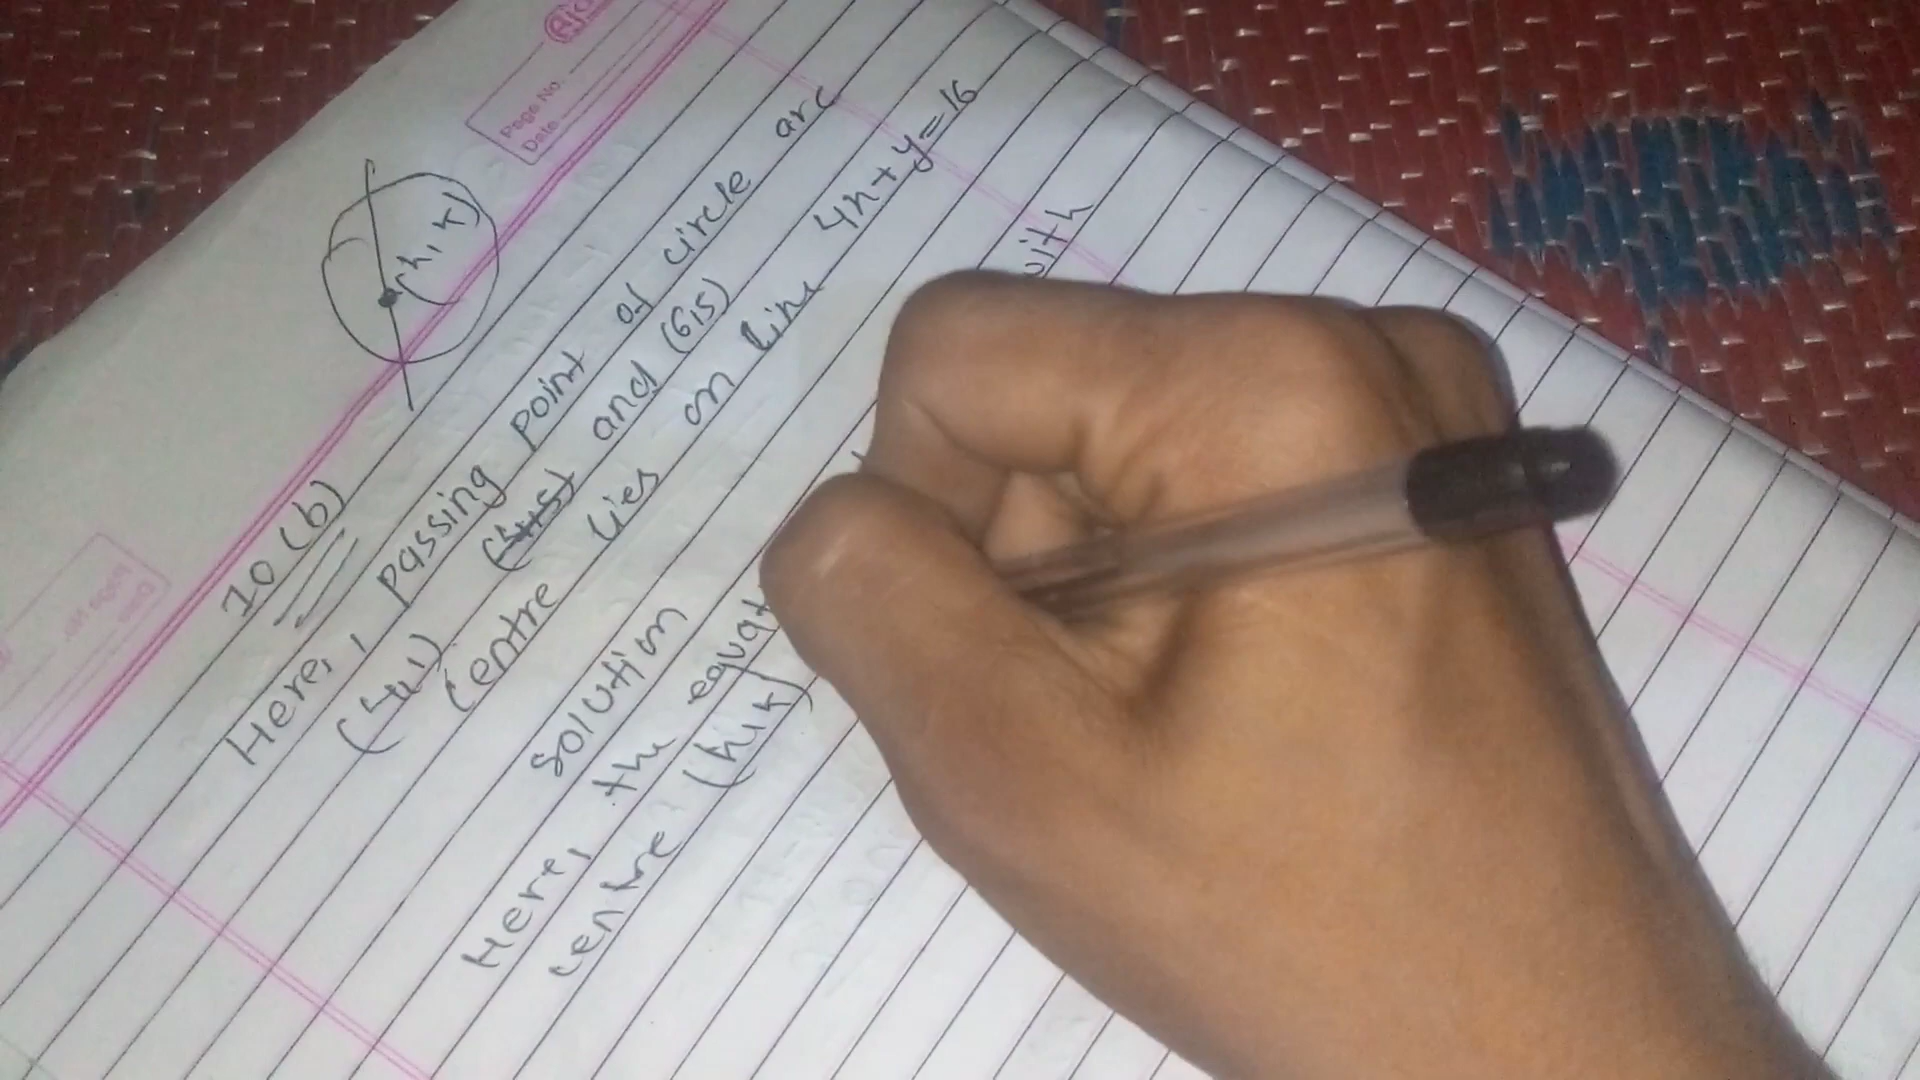 Page No.
Date
(h, k)
10(b)
Here, passing point of circle are
(4,1) and (6,5)
Centre lies on line 4x+y=16
solution
Here, the equat with
centre (h,k)